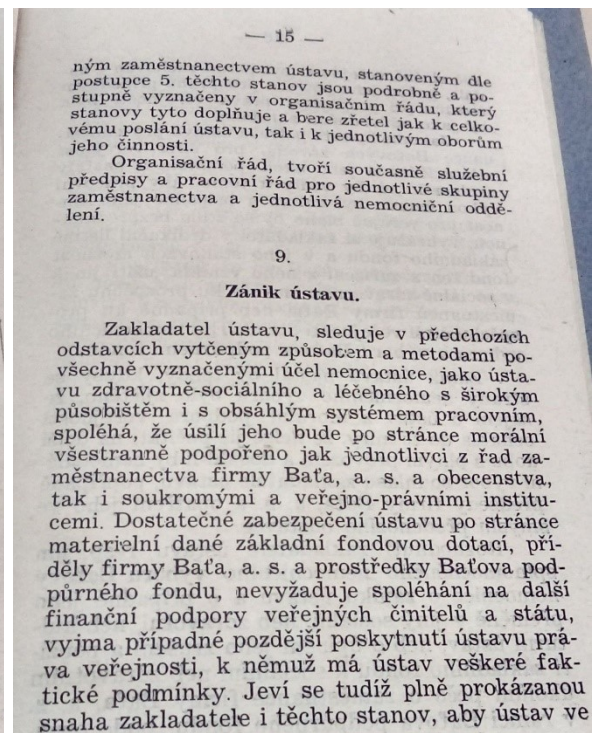 — 15 —
ným zaměstnanectvem ústavu, stanoveným dle
postupce 5. těchto stanov jsou podrobně a po-
stupně vyznačeny v organisačním řádu, který
stanovy tyto doplňuje a bere zřetel jak k celko-
vému poslání ústavu, tak i k jednotlivým oborům
jeho činnosti.
Organisační řád, tvoří současně služební
předpisy a pracovní řád pro jednotlivé skupiny
zaměstnanectva a jednotlivá nemocniční oddě-
lení.
9.
Zánik ústavu.
Zakladatel ústavu, sleduje v předchozích
odstavcích vytčeným způsobem a metodami po-
všechně vyznačenými účel nemocnice, jako ústa-
vu zdravotně-sociálního a léčebného s širokým
působištěm i s obsáhlým systémem pracovním,
spoléhá, že úsilí jeho bude po stránce morální
všestranně podpořeno jak jednotlivci z řad za-
městnanectva firmy Baťa, a. s. a obecenstva,
tak i soukromými a veřejno-právními institu-
cemi. Dostatečné zabezpečení ústavu po stránce
materielní dané základní fondovou dotací, pří-
děly firmy Baťa, a. s. a prostředky Baťova pod-
půrného fondu, nevyžaduje spoléhání na další
finanční podpory veřejných činitelů a státu,
vyjma případné pozdější poskytnutí ústavu prá-
va veřejnosti, k němuž má ústav veškeré fak-
tické podmínky. Jeví se tudíž plně prokázanou
snaha zakladatele i těchto stanov, aby ústav ve